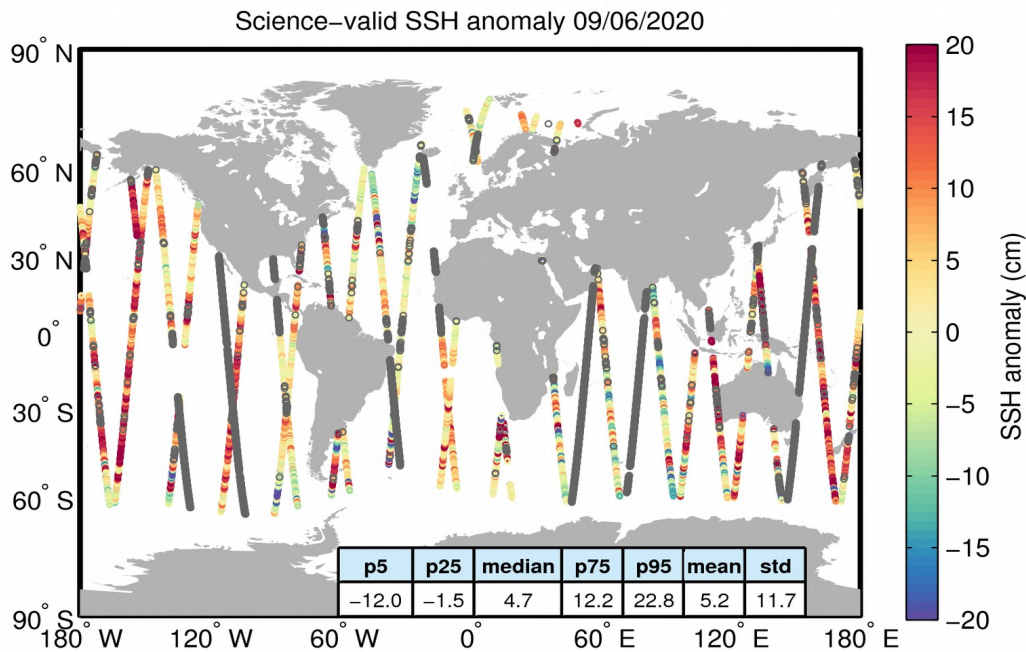 Science−valid SSH anomaly 09/06/2020
90° N
60° N
30° N
0°
30° S
60° S
90° S
180° W
120° W
60° W
0°
60° E
120° E
180° E
p5 p25 median p75 p95 mean std
−12.0 −1.5 4.7 12.2 22.8 5.2 11.7
20
15
10
5
0
−5
−10
−15
−20
SSH anomaly (cm)